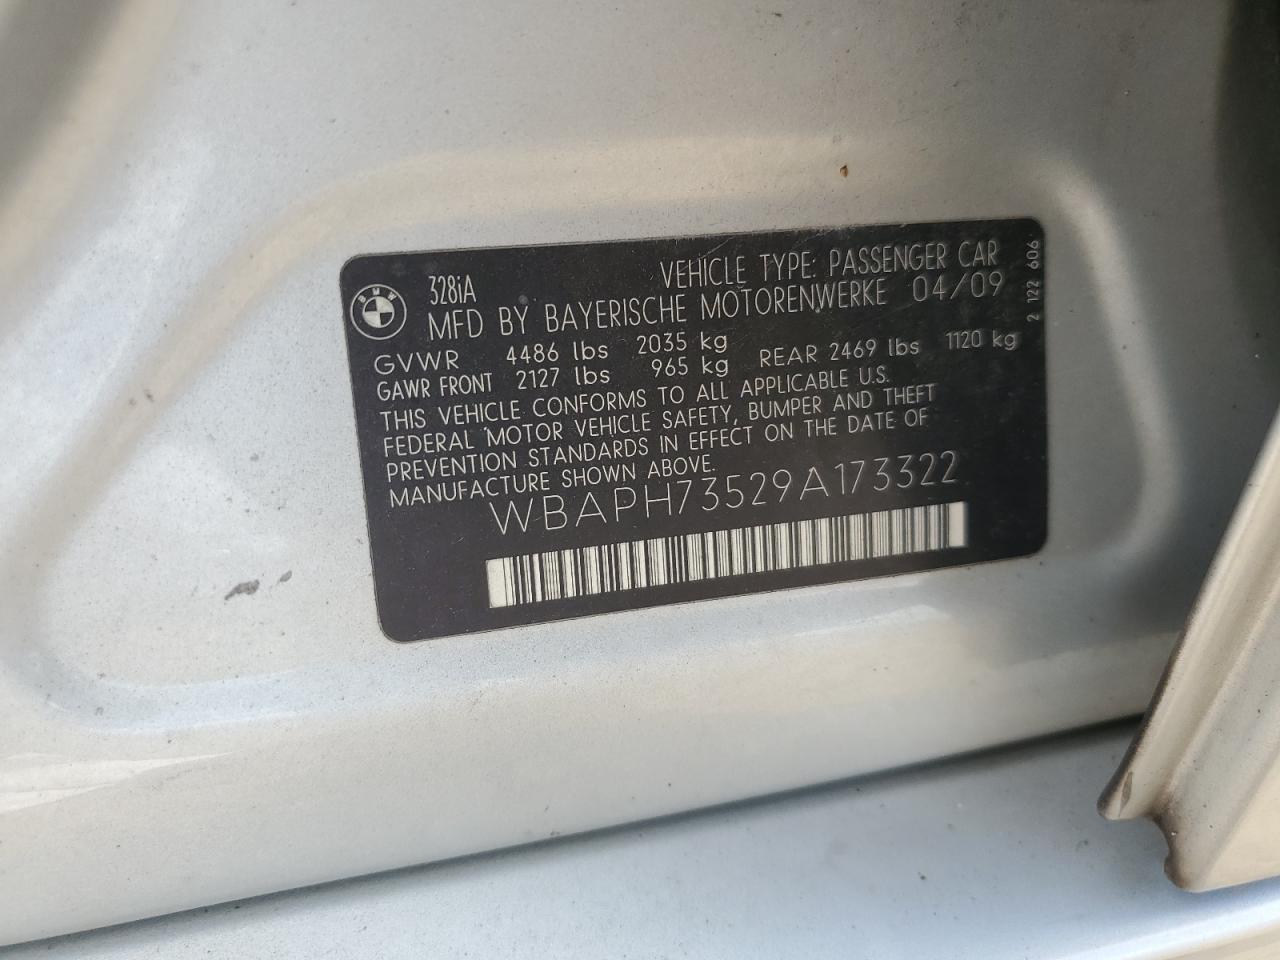 BMW
328iA VEHICLE TYPE: PASSENGER CAR
MFD BY BAYERISCHE MOTORENWERKE 04/09
GVWR 4486 lbs 2035 kg
GAWR FRONT 2127 lbs 965 kg REAR 2469 lbs 1120 kg
THIS VEHICLE CONFORMS TO ALL APPLICABLE U.S.
FEDERAL MOTOR VEHICLE SAFETY, BUMPER AND THEFT
PREVENTION STANDARDS IN EFFECT ON THE DATE OF
MANUFACTURE SHOWN ABOVE.
WBAPH73529A173322
2 122 606